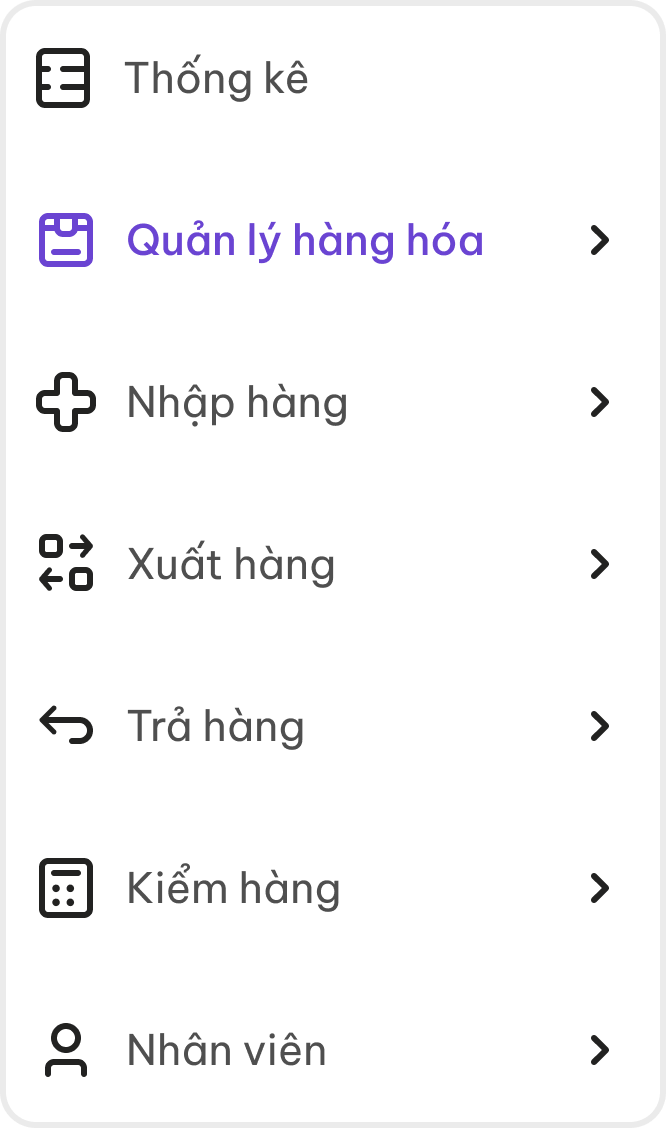 Thống kê
Quản lý hàng hóa
Nhập hàng
Xuất hàng
Trả hàng
Kiểm hàng
Nhân viên